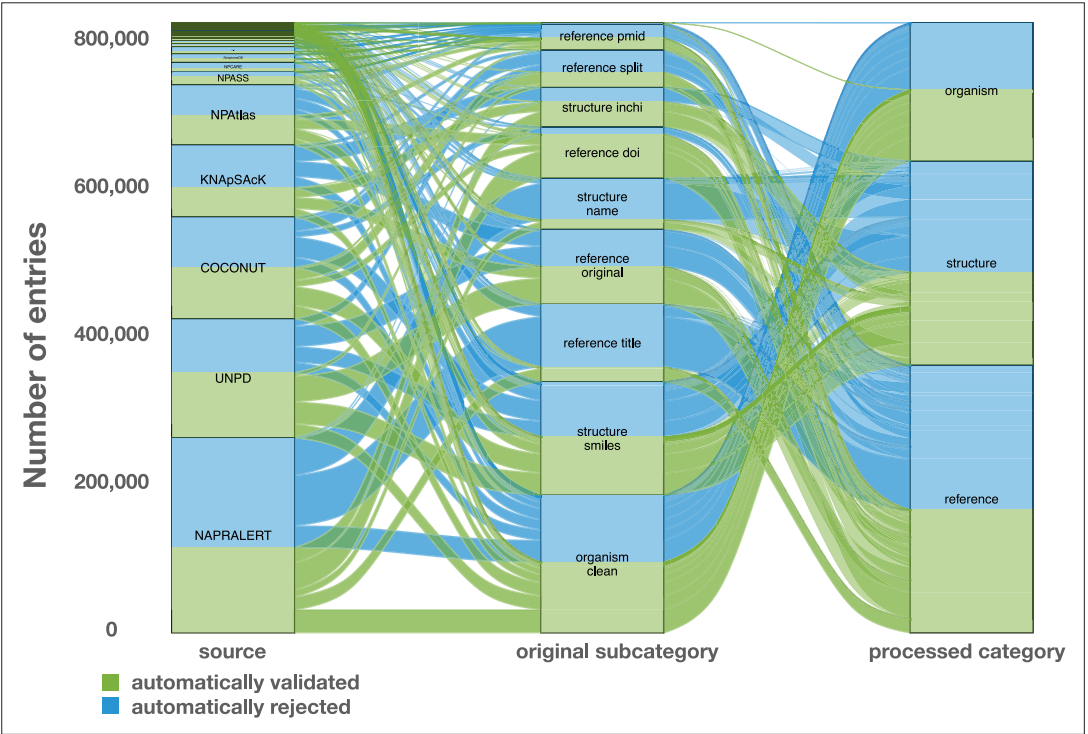 Number of entries
800,000
600,000
400,000
200,000
0
NPCARE
NPASS
NPAtlas
KNApSAcK
COCONUT
UNPD
NAPRALERT
reference pmid
reference split
structure inchi
reference doi
structure
name
reference
original
reference title
structure
smiles
organism
clean
organism
structure
reference
source
original subcategory
processed category
automatically validated
automatically rejected